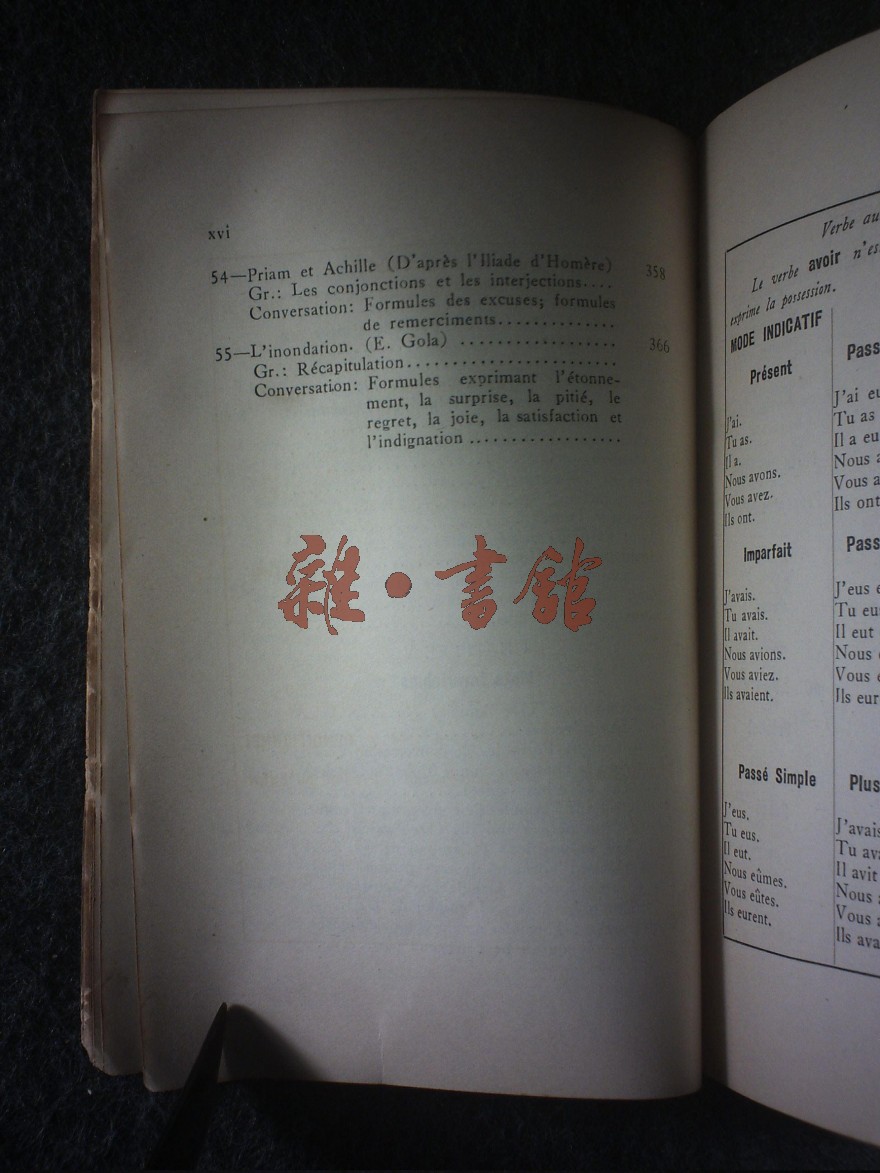 xvi
54—Priam et Achille (D'après l'Iliade d'Homère) 358
Gr.: Les conjonctions et les interjections....
Conversation: Formules des excuses; formules
de remerciments.............
55—L'inondation. (E. Gola) .................. 366
Gr.: Récapitulation........................
Conversation: Formules exprimant l'étonne-
ment, la surprise, la pitié, le
regret, la joie, la satisfaction et
l'indignation .................
雜·書館
Verbe au
Le verbe avoir n'es
exprime la possession.
MODE INDICATIF
Présent
J'ai.
Tu as.
Il a.
Nous avons.
Vous avez.
Ils ont.
Imparfait
J'avais.
Tu avais.
Il avait.
Nous avions.
Vous aviez.
Ils avaient.
Passé Simple
J'eus.
Tu eus.
Il eut.
Nous eûmes.
Vous eûtes.
Ils eurent.
Pass
J'ai eu
Tu as
Il a eu
Nous a
Vous a
Ils ont
Pass
J'eus e
Tu eu
Il eut
Nous
Vous
Ils eur
Plus
J'avais
Tu ava
Il avit
Nous
Vous
Ils ava